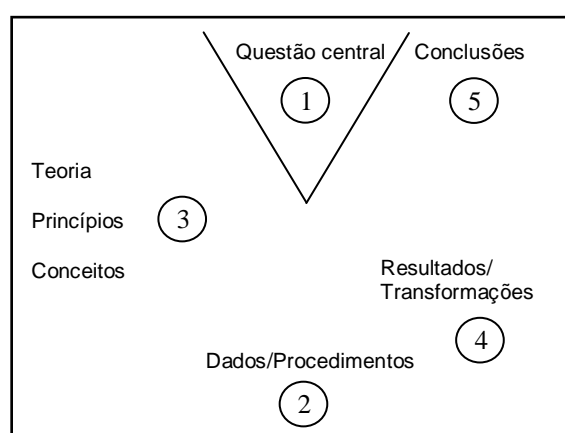 Questão central
1
Conclusões
5
Teoria
Princípios
3
Conceitos
Resultados/
Transformações
4
Dados/Procedimentos
2